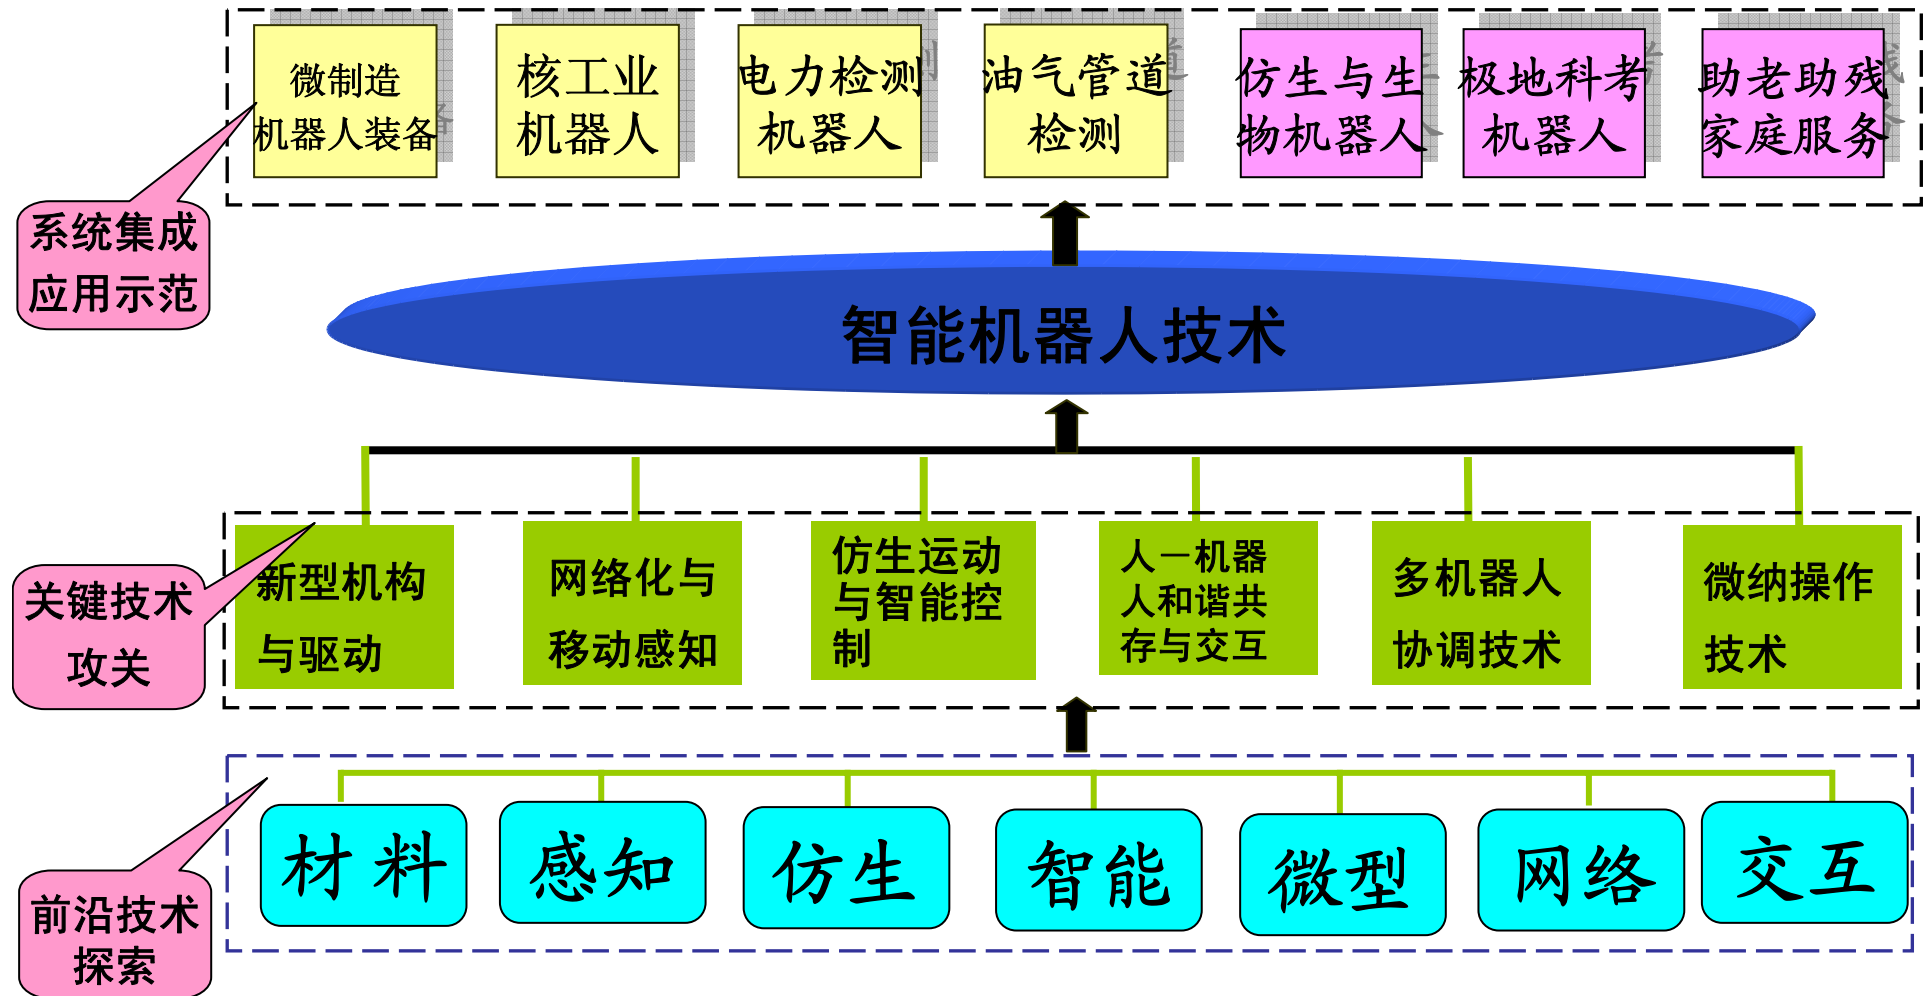 微制造
机器人装备
核工业
机器人
电力检测
机器人
油气管道
检测
仿生与生
物机器人
极地科考
机器人
助老助残
家庭服务
系统集成
应用示范
智能机器人技术
关键技术
攻关
新型机构
与驱动
网络化与
移动感知
仿生运动
与智能控
制
人－机器
人和谐共
存与交互
多机器人
协调技术
微纳操作
技术
前沿技术
探索
材 料
感知
仿生
智能
微型
网络
交互